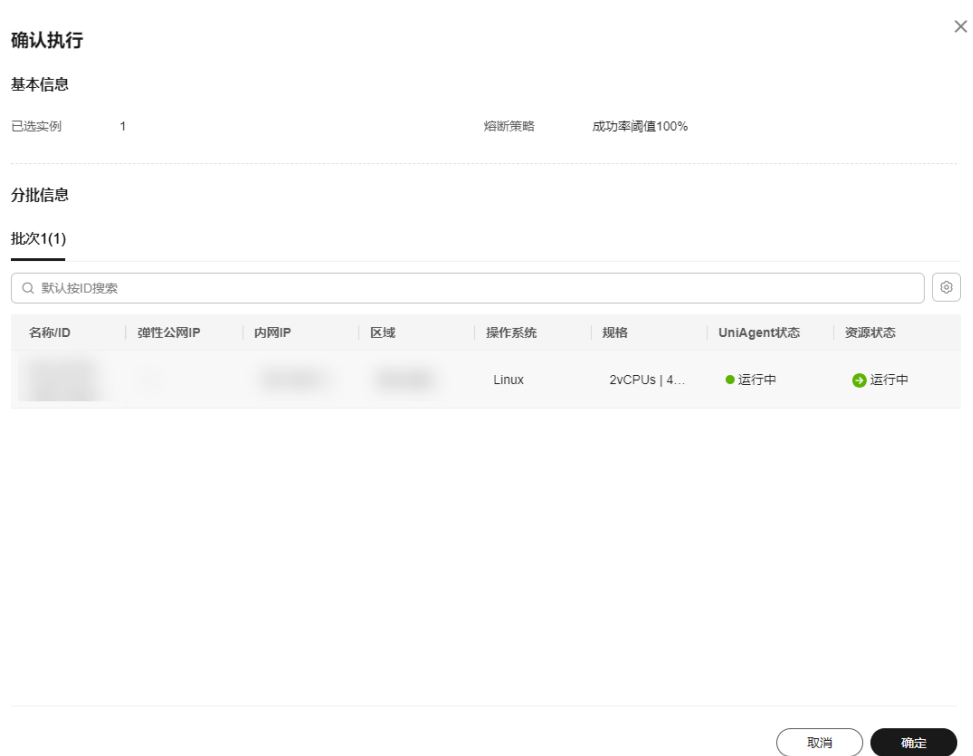 确认执行
基本信息
已选实例 1 熔断策略 成功率阈值100%
分批信息
批次1(1)
默认按ID搜索
名称/ID 弹性公网IP 内网IP 区域 操作系统 规格 UniAgent状态 资源状态
Linux 2vCPUs | 4... 运行中 运行中
取消 确定